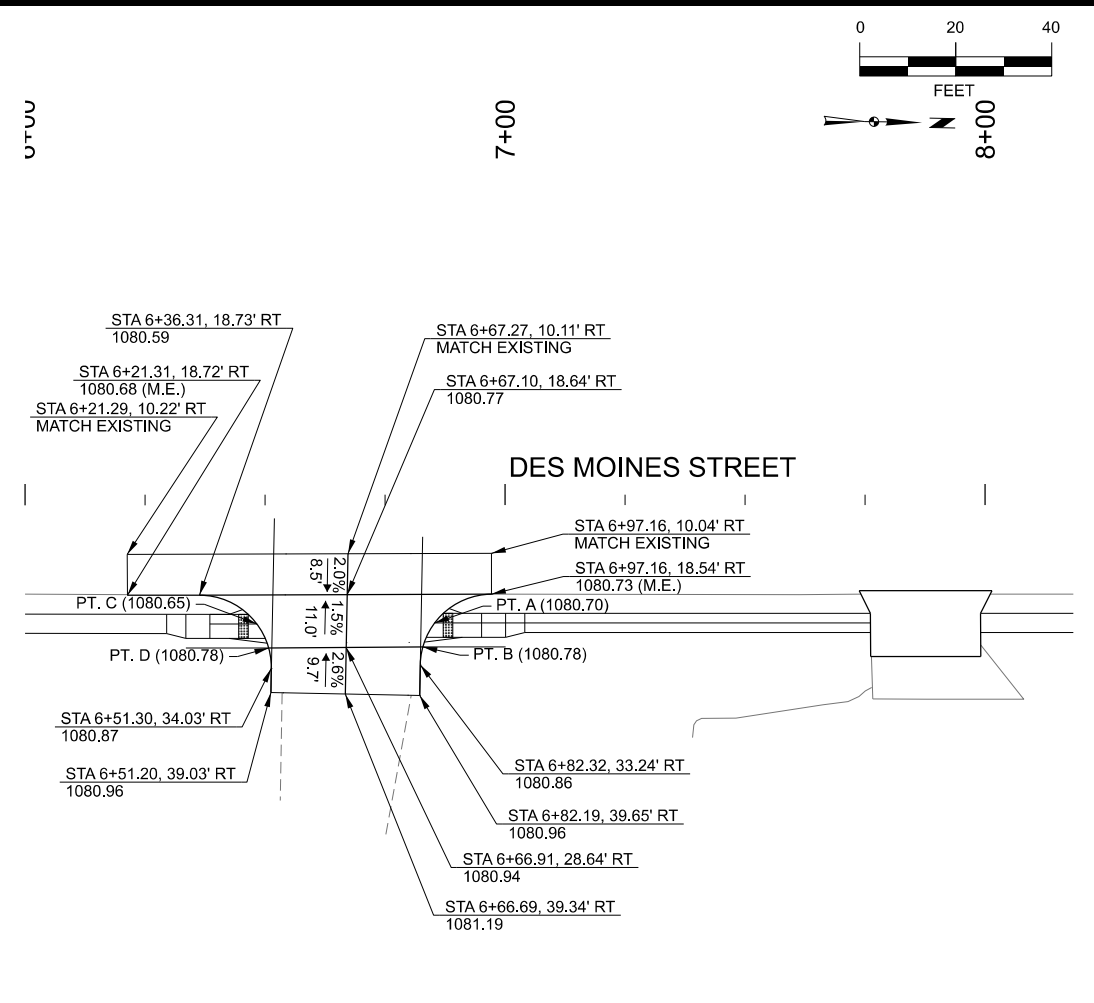 0 20 40
FEET
6+00
7+00
8+00
STA 6+36.31, 18.73' RT
1080.59
STA 6+67.27, 10.11' RT
MATCH EXISTING
STA 6+21.31, 18.72' RT
1080.68 (M.E.)
STA 6+67.10, 18.64' RT
1080.77
STA 6+21.29, 10.22' RT
MATCH EXISTING
DES MOINES STREET
STA 6+97.16, 10.04' RT
MATCH EXISTING
2.0%
8.5'
STA 6+97.16, 18.54' RT
1080.73 (M.E.)
PT. C (1080.65)
1.5%
11.0'
PT. A (1080.70)
PT. D (1080.78)
2.6%
9.7'
PT. B (1080.78)
STA 6+51.30, 34.03' RT
1080.87
STA 6+51.20, 39.03' RT
1080.96
STA 6+82.32, 33.24' RT
1080.86
STA 6+82.19, 39.65' RT
1080.96
STA 6+66.91, 28.64' RT
1080.94
STA 6+66.69, 39.34' RT
1081.19